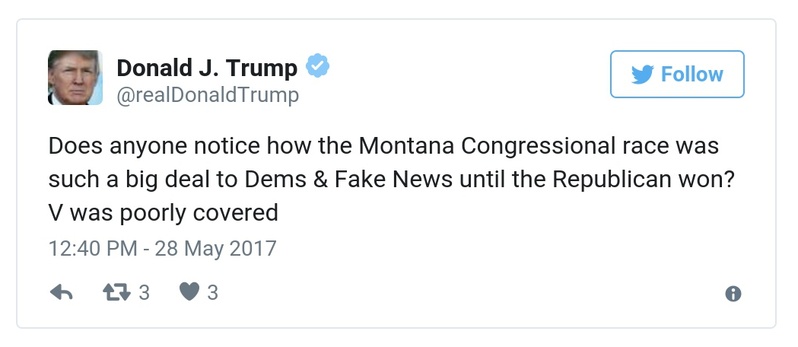 Donald J. Trump
@realDonaldTrump
Follow
Does anyone notice how the Montana Congressional race was
such a big deal to Dems & Fake News until the Republican won?
V was poorly covered
12:40 PM - 28 May 2017
3 3